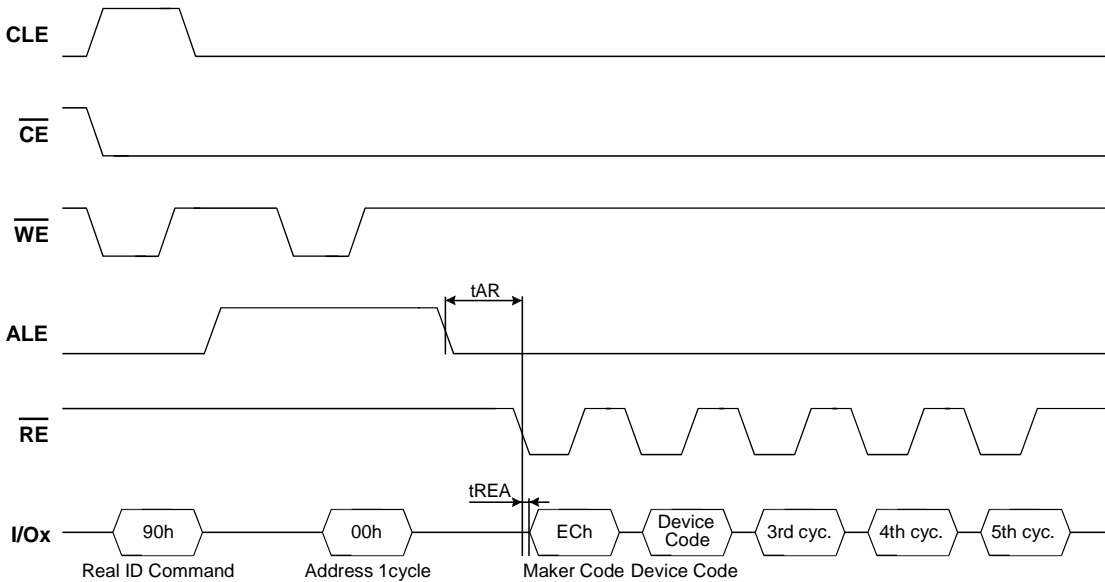 CLE
CE
WE
tAR
ALE
RE
tREA
I/Ox
90h
00h
ECh
Device
Code
3rd cyc.
4th cyc.
5th cyc.
Real ID Command
Address 1cycle
Maker Code Device Code